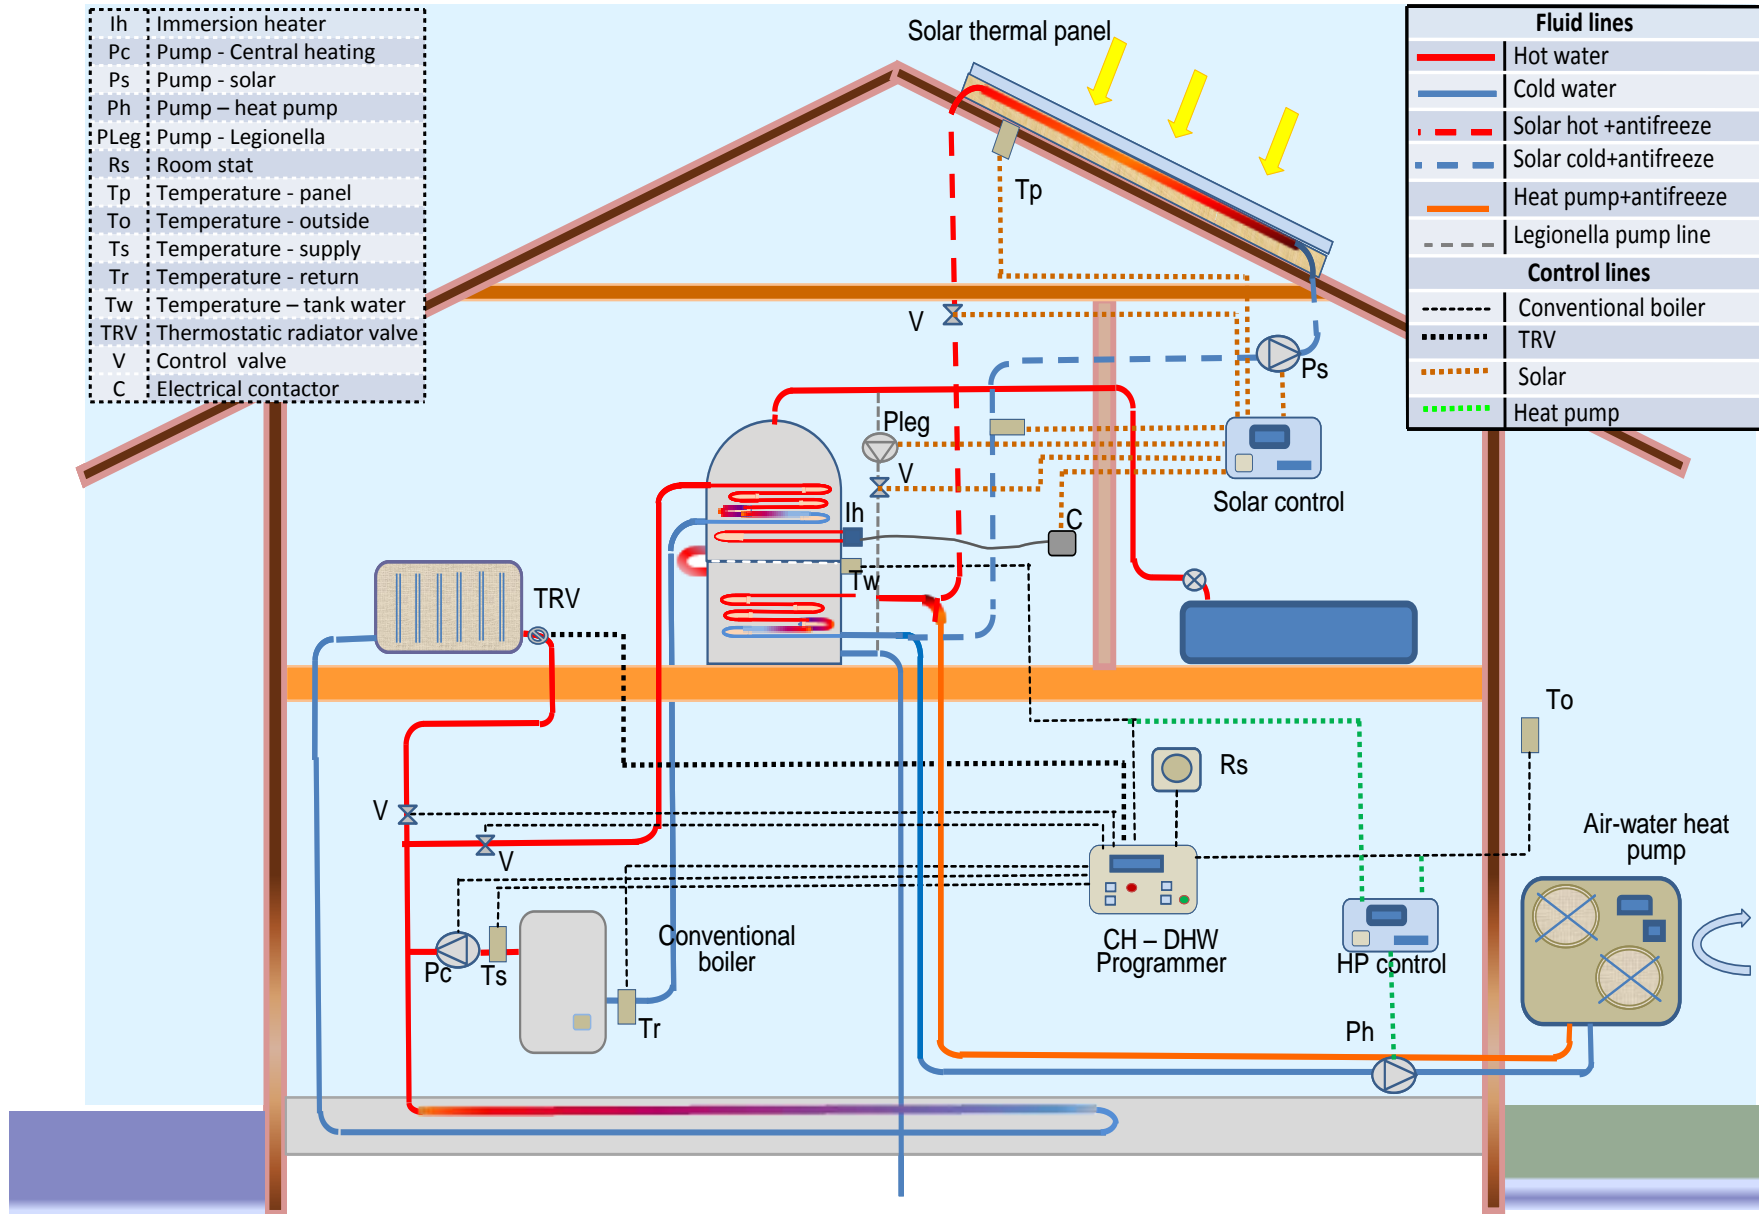 Ih Immersion heater
Pc Pump - Central heating
Ps Pump - solar
Ph Pump – heat pump
PLeg Pump - Legionella
Rs Room stat
Tp Temperature - panel
To Temperature - outside
Ts Temperature - supply
Tr Temperature - return
Tw Temperature – tank water
TRV Thermostatic radiator valve
V Control valve
C Electrical contactor
Solar thermal panel
Fluid lines
Hot water
Cold water
Solar hot +antifreeze
Solar cold+antifreeze
Heat pump+antifreeze
Legionella pump line
Control lines
Conventional boiler
TRV
Solar
Heat pump
Tp
V
Ps
Pleg
V
Solar control
Ih
C
Tw
TRV
To
Rs
V
V
Air-water heat
pump
Conventional
boiler
Pc
Ts
Tr
CH – DHW
Programmer
HP control
Ph